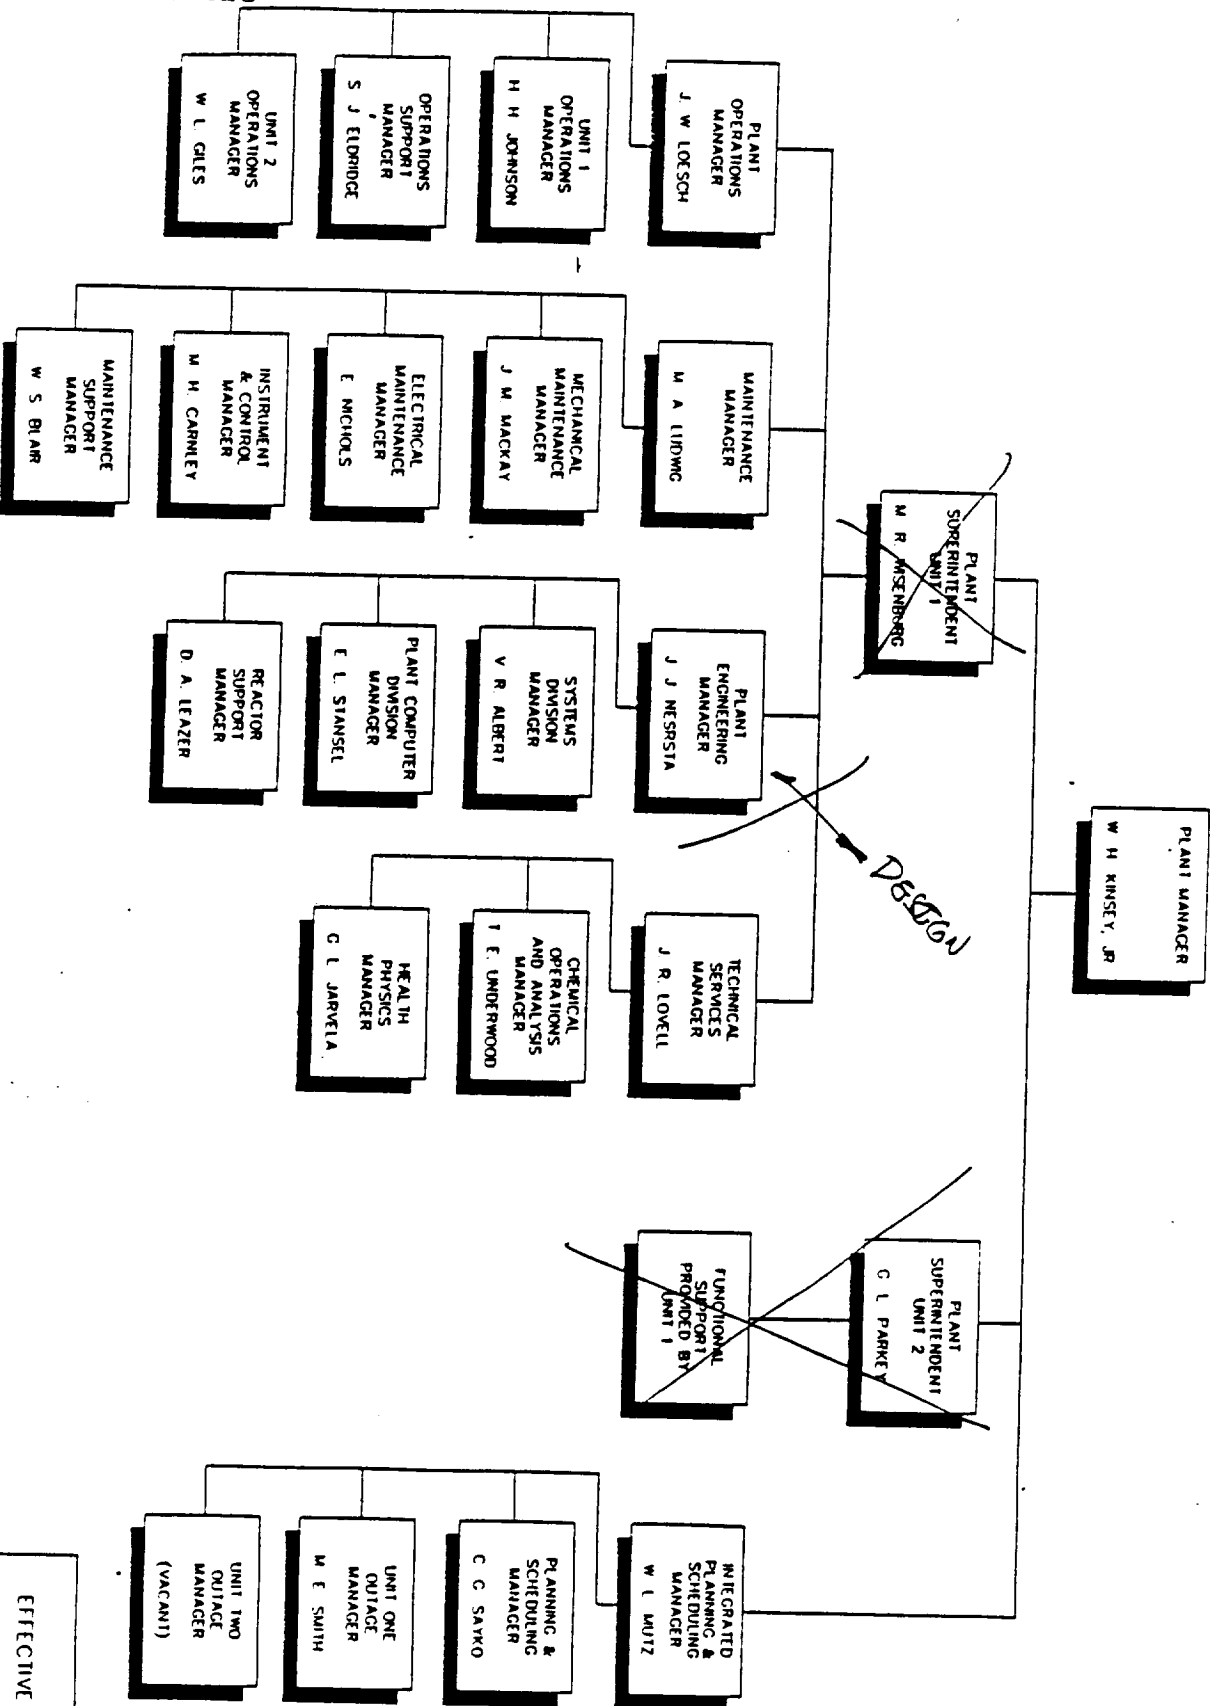 PLANT MANAGER
W H KINSEY, JR
PLANT
SUPERINTENDENT
UNIT 1
M R WISENBURG
PLANT
SUPERINTENDENT
UNIT 2
G L PARKEY
PLANT
OPERATIONS
MANAGER
J. W LOESCH
MAINTENANCE
MANAGER
M A LUDWIG
PLANT
ENGINEERING
MANAGER
J J NESRSTA
DESIGN
TECHNICAL
SERVICES
MANAGER
J R. LOVELL
FUNCTIONAL
SUPPORT
PROVIDED BY
UNIT 1
INTEGRATED
PLANNING &
SCHEDULING
MANAGER
W L MUTZ
UNIT 1
OPERATIONS
MANAGER
H H JOHNSON
MECHANICAL
MAINTENANCE
MANAGER
J M. MACKAY
SYSTEMS
DIVISION
MANAGER
V R. ALBERT
CHEMICAL
OPERATIONS
AND ANALYSIS
MANAGER
T E. UNDERWOOD
PLANNING &
SCHEDULING
MANAGER
C G SAYKO
OPERATIONS
SUPPORT
MANAGER
S J ELDRIDGE
ELECTRICAL
MAINTENANCE
MANAGER
E NICHOLS
PLANT COMPUTER
DIVISION
MANAGER
E L. STANSEL
HEALTH
PHYSICS
MANAGER
G L JARVELA
UNIT ONE
OUTAGE
MANAGER
M E SMITH
UNIT 2
OPERATIONS
MANAGER
W L. GILES
INSTRUMENT
& CONTROL
MANAGER
M H. CARNLEY
REACTOR
SUPPORT
MANAGER
D. A. LEAZER
UNIT TWO
OUTAGE
MANAGER
(VACANT)
MAINTENANCE
SUPPORT
MANAGER
W S BLAIR
EFFECTIVE